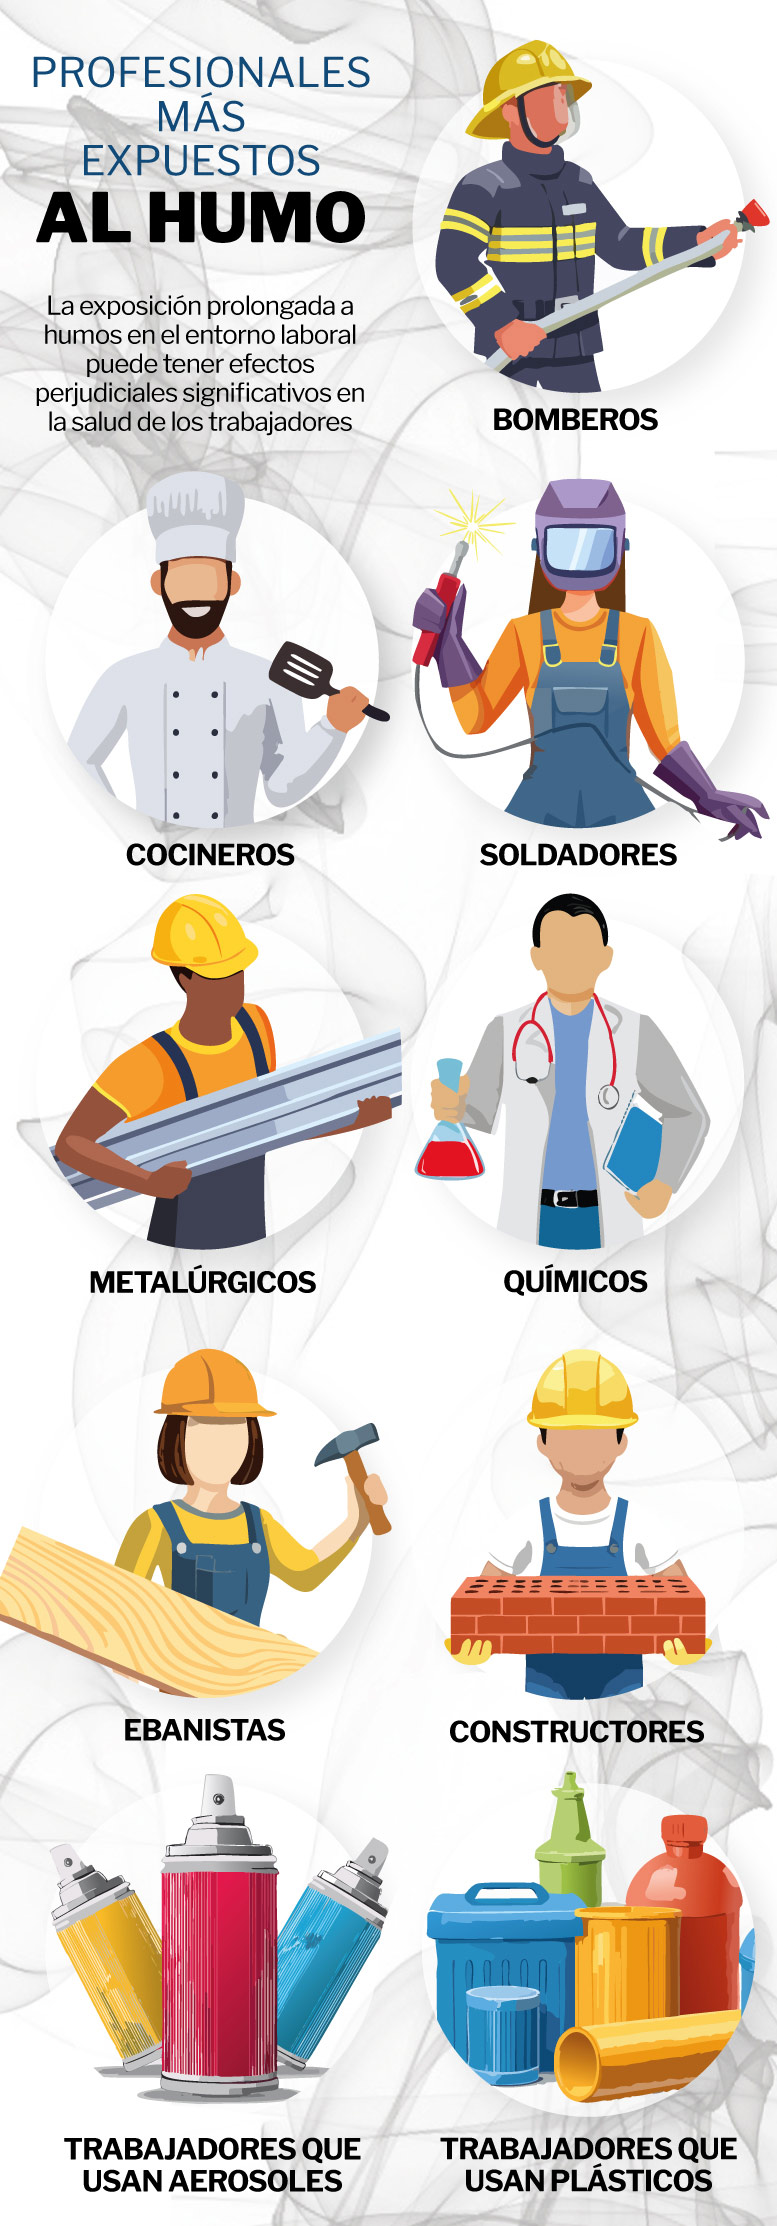 PROFESIONALES
MÁS
EXPUESTOS
AL HUMO
La exposición prolongada a
humos en el entorno laboral
puede tener efectos
perjudiciales significativos en
la salud de los trabajadores
BOMBEROS
COCINEROS
SOLDADORES
METALÚRGICOS
QUÍMICOS
EBANISTAS
CONSTRUCTORES
TRABAJADORES QUE
USAN AEROSOLES
TRABAJADORES QUE
USAN PLÁSTICOS